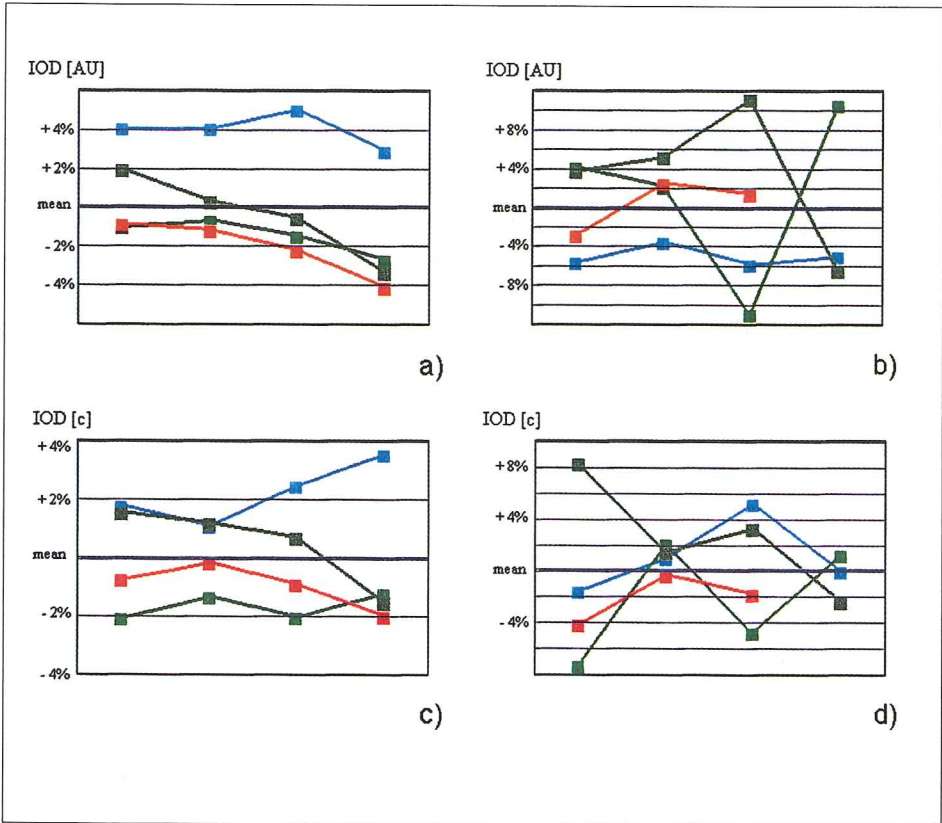 IOD [AU]
+4%
+2%
mean
- 2%
- 4%
a)
IOD [AU]
+8%
+4%
mean
- 4%
- 8%
b)
IOD [c]
+4%
+2%
mean
- 2%
- 4%
c)
IOD [c]
+8%
+4%
mean
- 4%
d)